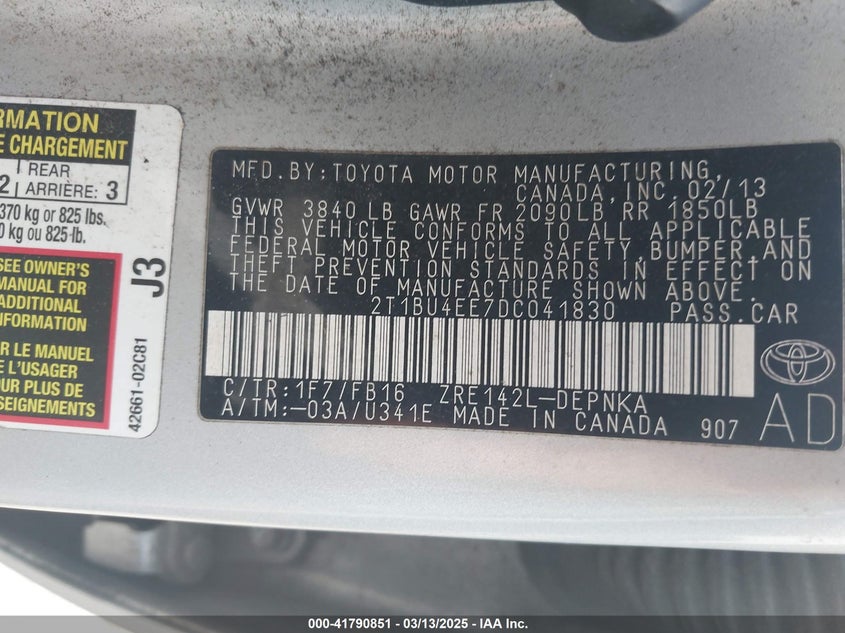 RMATION
E CHARGEMENT
2 REAR
ARRIÈRE: 3
370 kg or 825 lbs.
0 kg ou 825 lb.
SEE OWNER'S
MANUAL FOR
ADDITIONAL
NFORMATION
R LE MANUEL
E L'USAGER
UR PLUS DE
SEIGNEMENTS
J3
42661-02C81
MFD.BY:TOYOTA MOTOR MANUFACTURING,
CANADA,INC. 02/13
GVWR 3840 LB GAWR FR 2090LB RR 1850LB
THIS VEHICLE CONFORMS TO ALL APPLICABLE
FEDERAL MOTOR VEHICLE SAFETY,BUMPER,AND
THEFT PREVENTION STANDARDS IN EFFECT ON
THE DATE OF MANUFACTURE SHOWN ABOVE.
2T1BU4EE7DC041830 PASS.CAR
C/TR:1F7/FB16 ZRE142L-DEPNKA
A/TM:-03A/U341E MADE IN CANADA 907
AD
000-41790851 - 03/13/2025 - IAAI Inc.